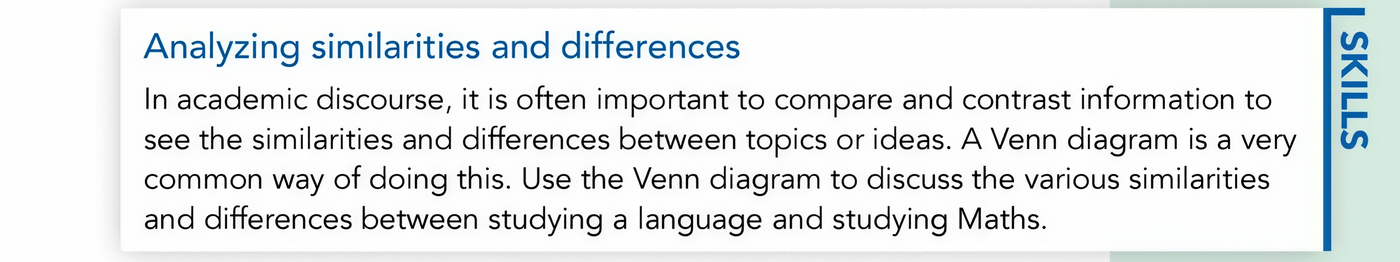 Analyzing similarities and differences
In academic discourse, it is often important to compare and contrast information to
see the similarities and differences between topics or ideas. A Venn diagram is a very
common way of doing this. Use the Venn diagram to discuss the various similarities
and differences between studying a language and studying Maths.
SKILLS